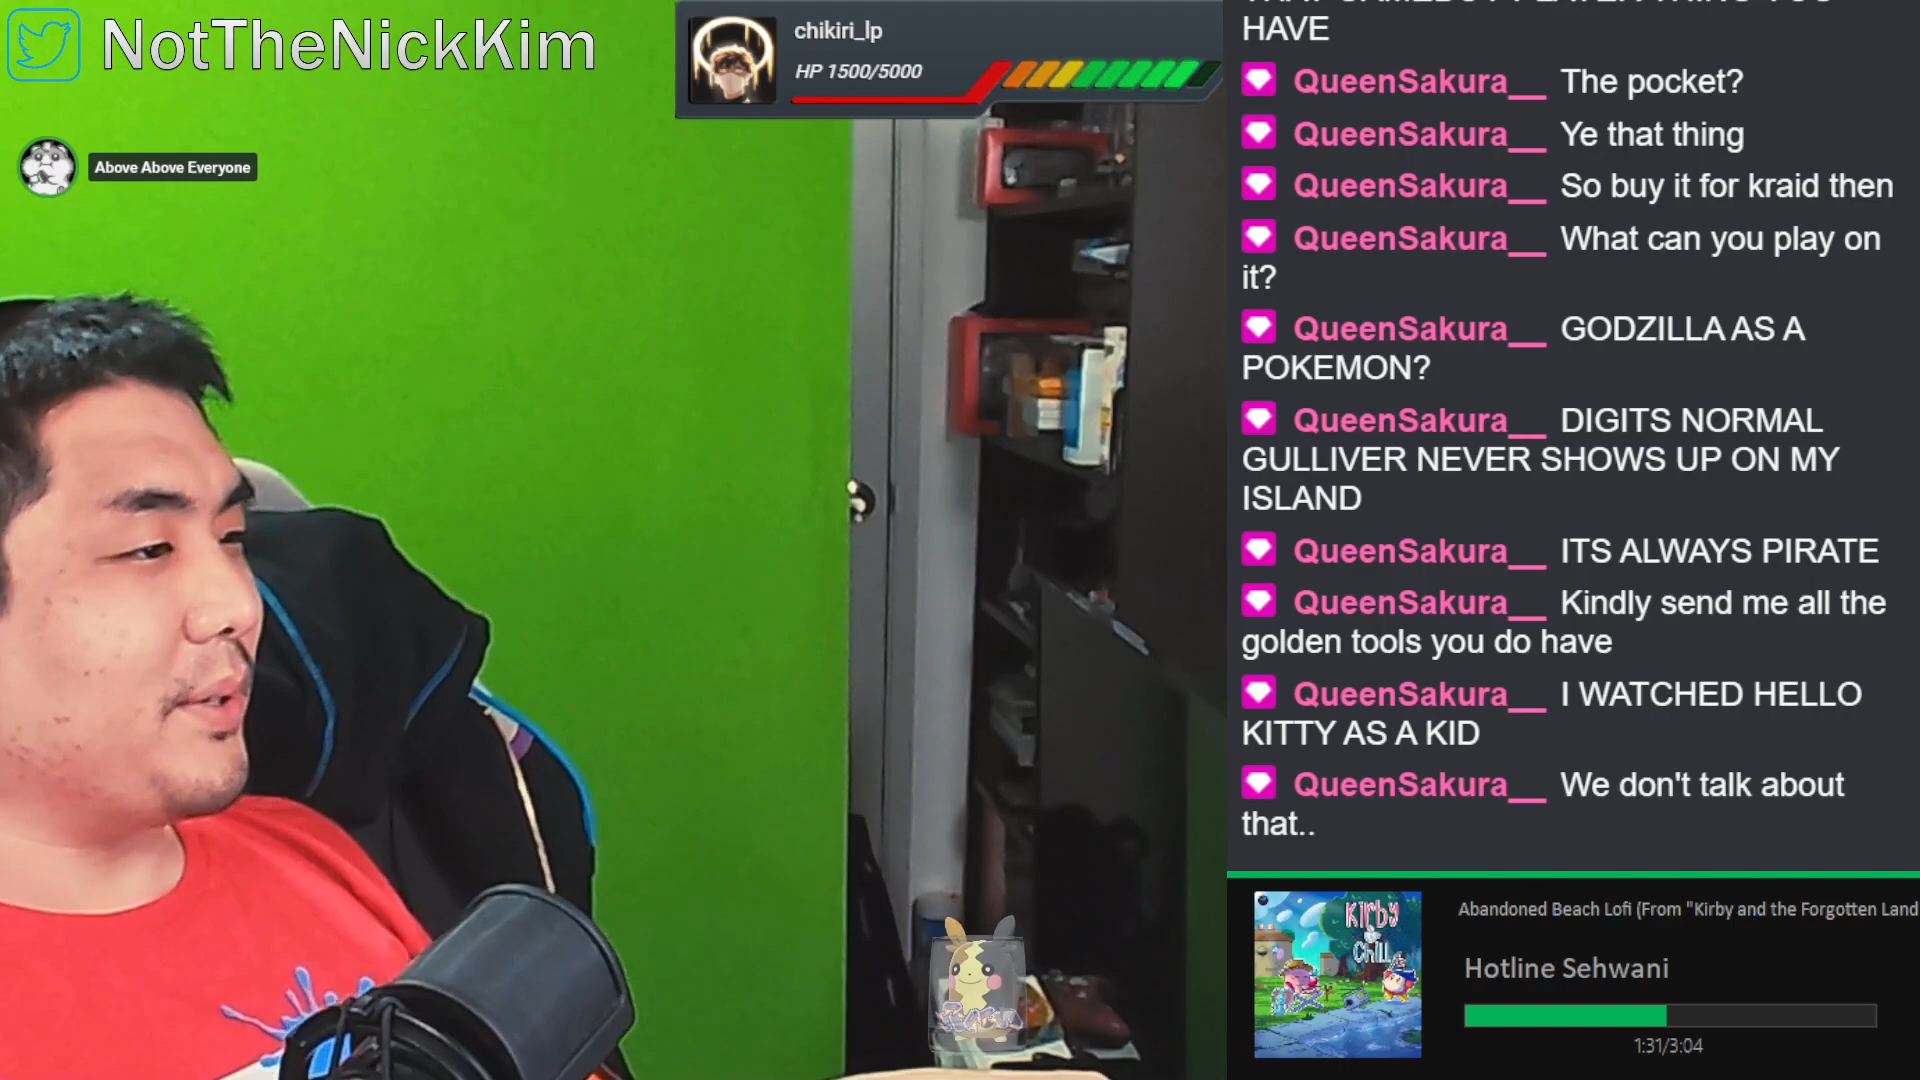 NotTheNickKim
chikiri_lp
HP 1500/5000
Above Above Everyone
HAVE
QueenSakura__ The pocket?
QueenSakura__ Ye that thing
QueenSakura__ So buy it for kraid then
QueenSakura__ What can you play on
it?
QueenSakura__ GODZILLA AS A
POKEMON?
QueenSakura__ DIGITS NORMAL
GULLIVER NEVER SHOWS UP ON MY
ISLAND
QueenSakura__ ITS ALWAYS PIRATE
QueenSakura__ Kindly send me all the
golden tools you do have
QueenSakura__ I WATCHED HELLO
KITTY AS A KID
QueenSakura__ We don't talk about
that..
Kirby
&
Chill
Abandoned Beach Lofi (From "Kirby and the Forgotten Land
Hotline Sehwani
1:31/3:04